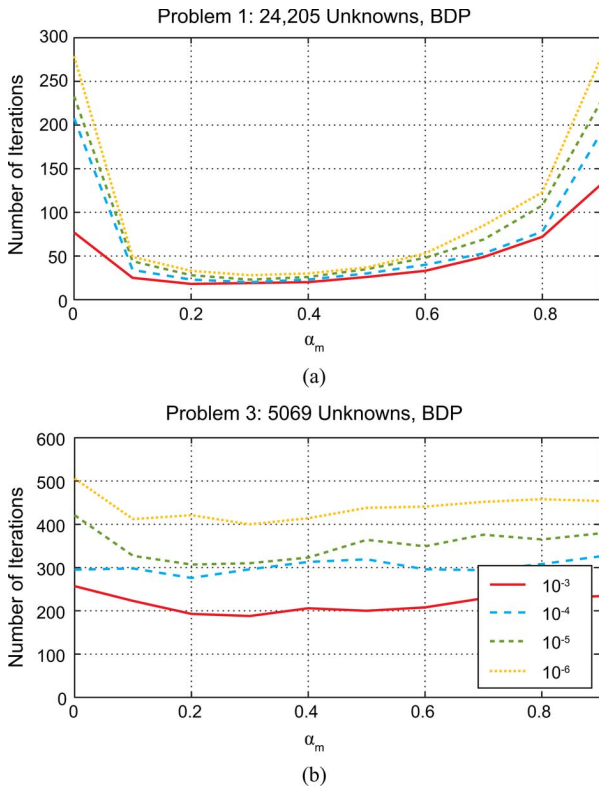 Problem 1: 24,205 Unknowns, BDP
300
250
200
150
100
50
0
Number of Iterations
0 0.2 0.4 0.6 0.8
αm
(a)
Problem 3: 5069 Unknowns, BDP
600
500
400
300
200
100
0
Number of Iterations
10-3
10-4
10-5
10-6
0 0.2 0.4 0.6 0.8
αm
(b)